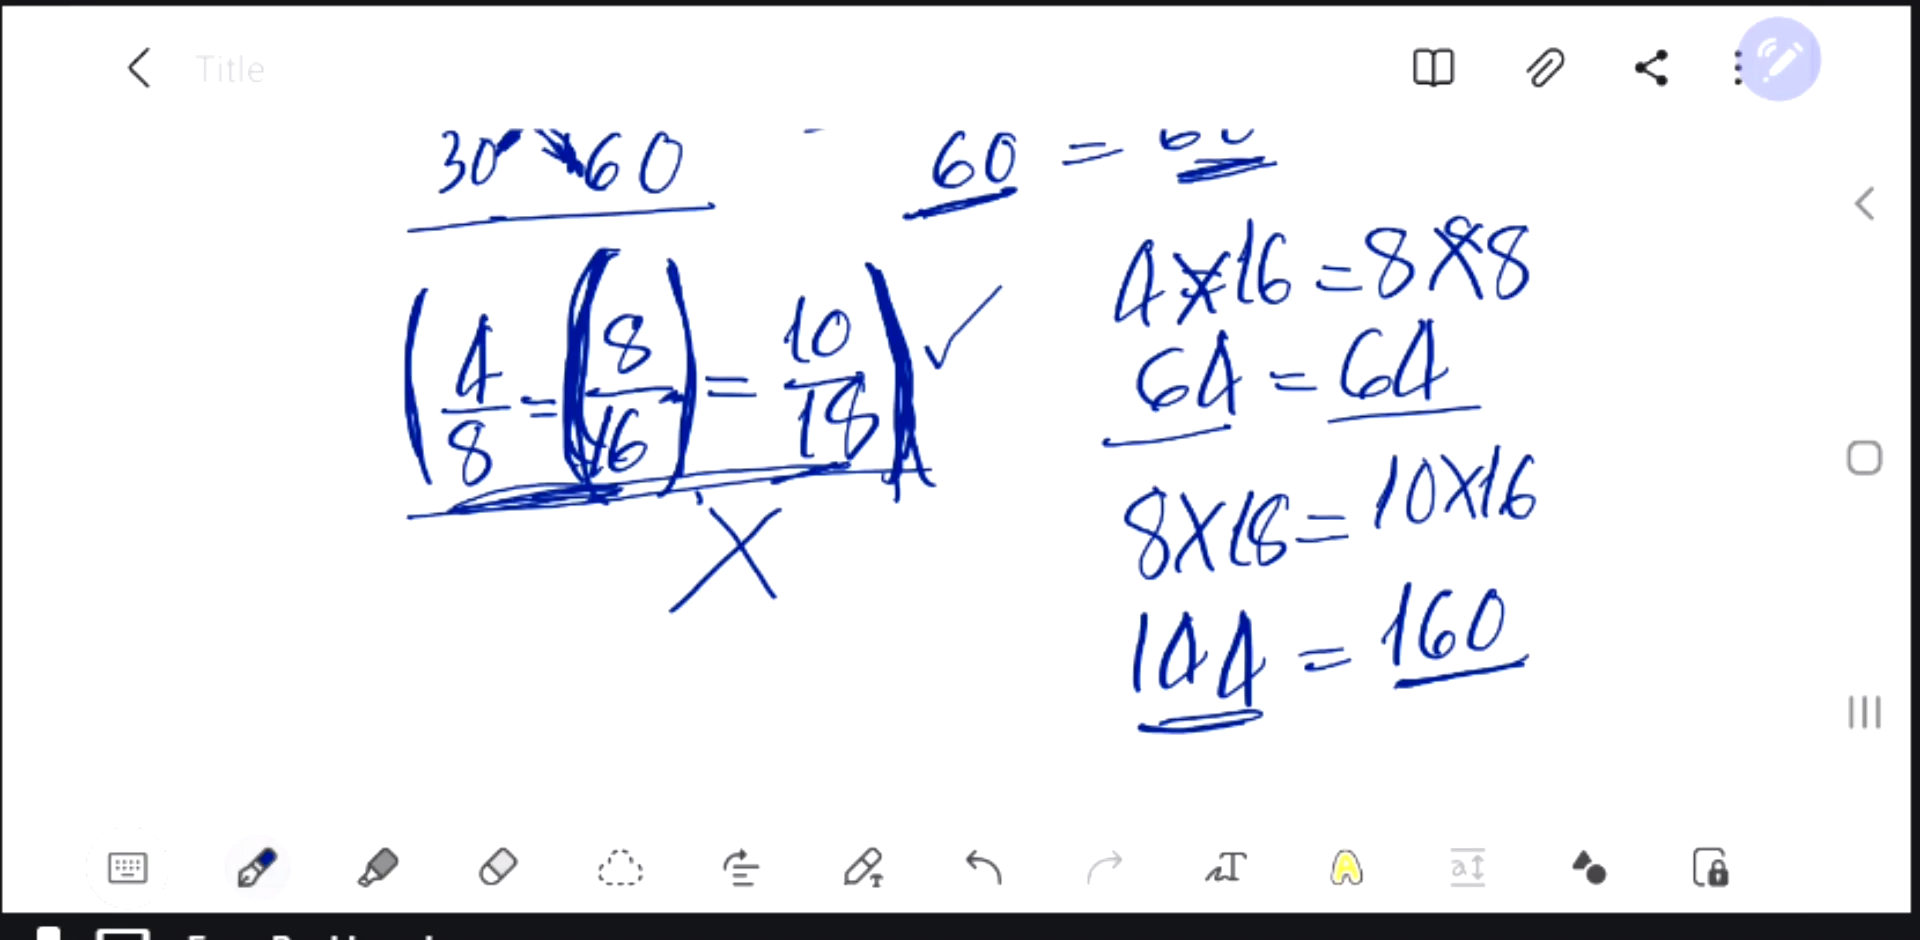 Title
30 60
60 =
4/8 = (8/16) = 10/18 ✓
X
4×16 = 8×8
64 = 64
8×18 = 10×16
144 = 160